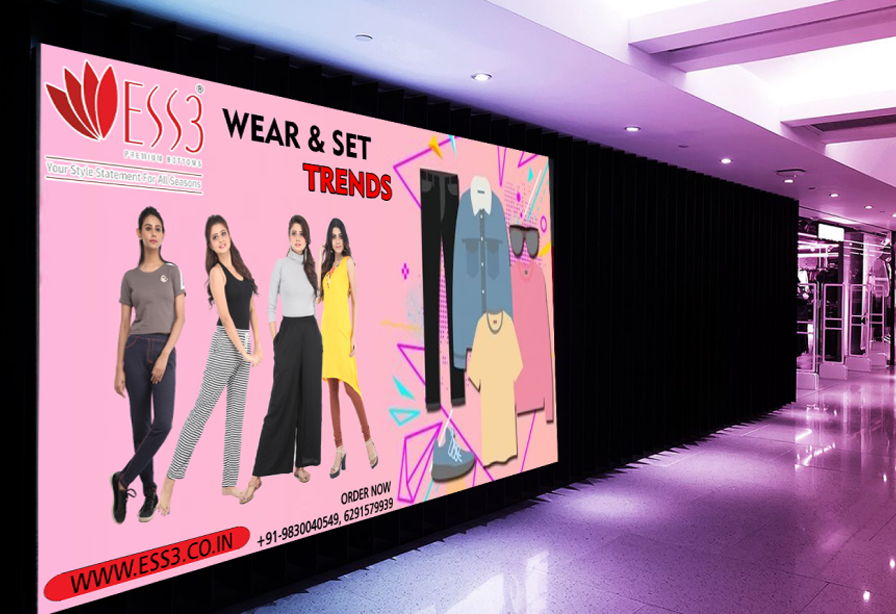 ESS3®
PREMIUM BOTTOMS
Your Style Statement For All Seasons
WEAR & SET
TRENDS
ORDER NOW
+91-9830040549, 6291579939
WWW.ESS3.CO.IN